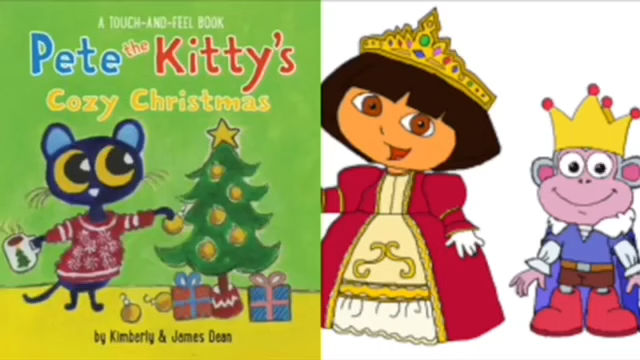 A TOUCH-AND-FEEL BOOK
Pete the Kitty's
Cozy Christmas
by Kimberly & James Dean